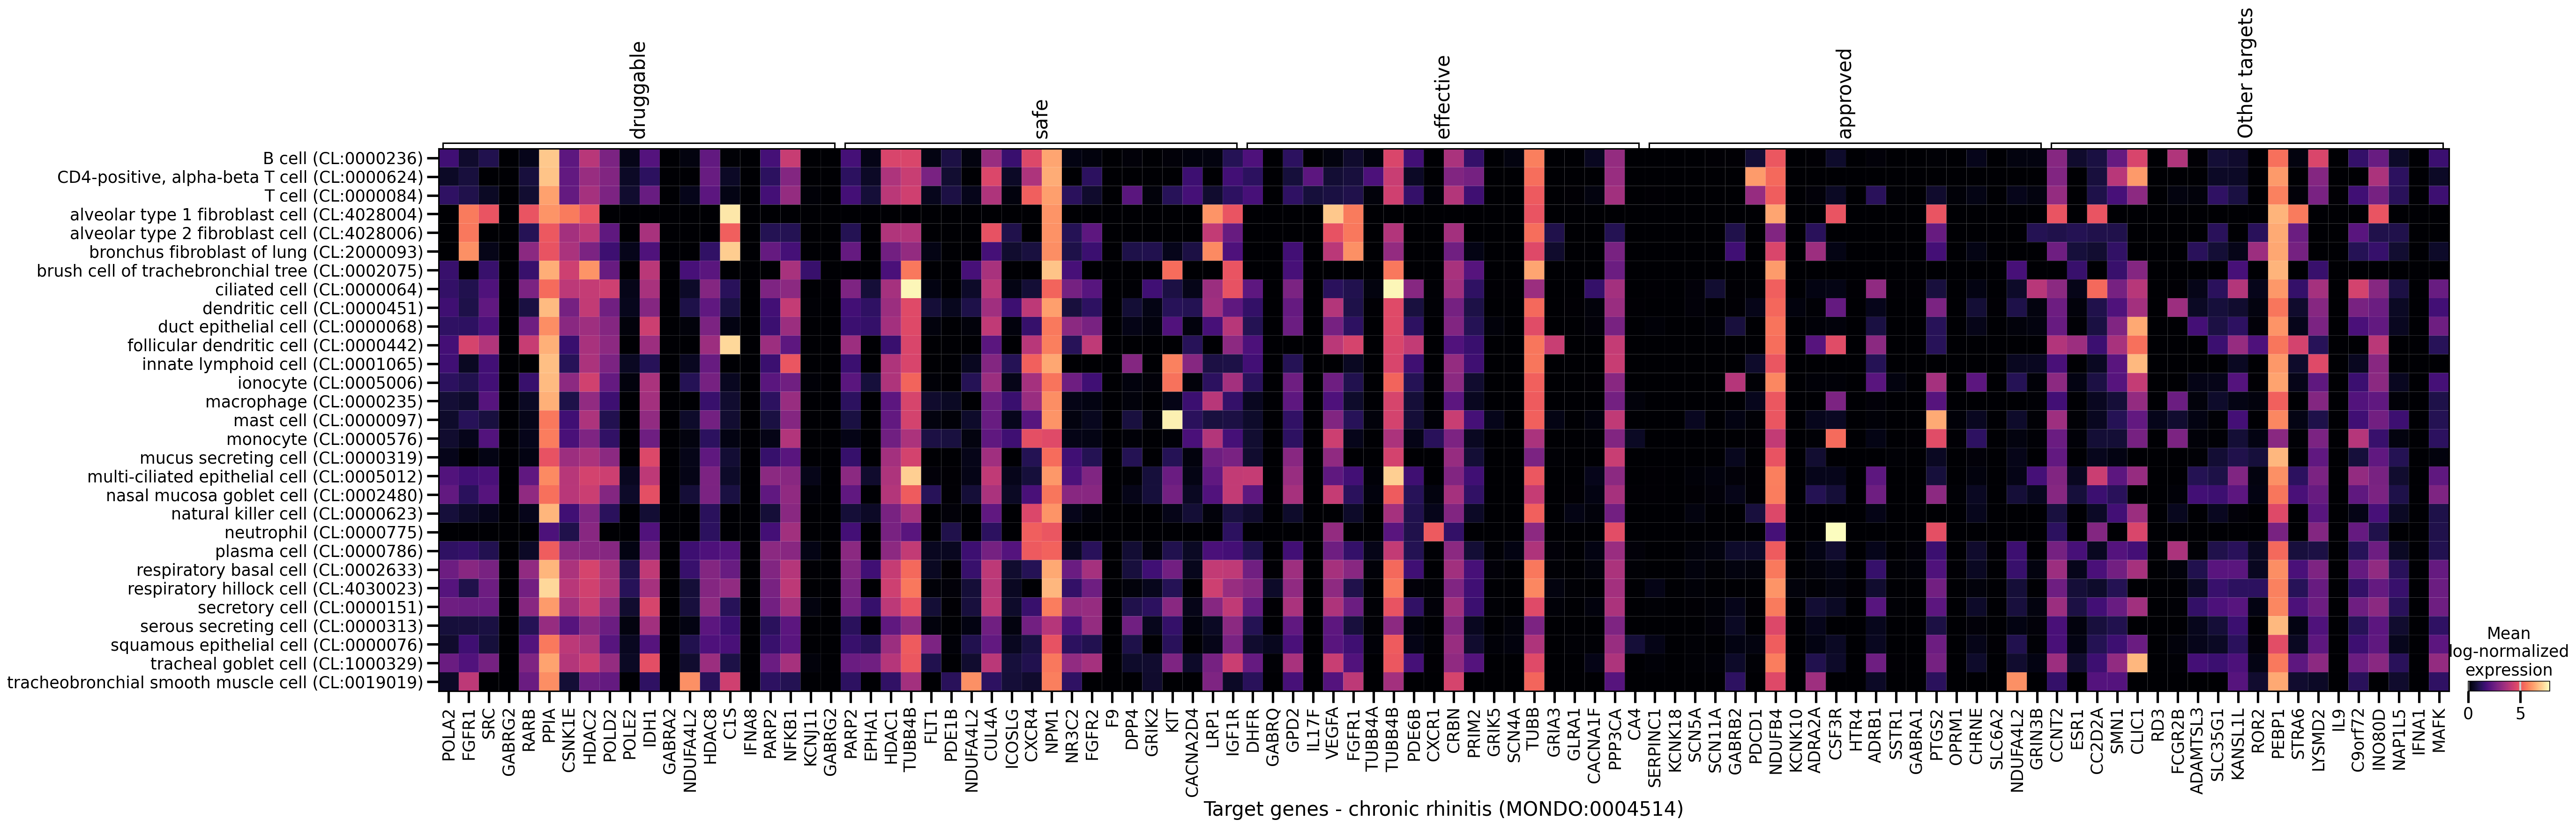 druggable
safe
effective
approved
Other targets
B cell (CL:0000236)
CD4-positive, alpha-beta T cell (CL:0000624)
T cell (CL:0000084)
alveolar type 1 fibroblast cell (CL:4028004)
alveolar type 2 fibroblast cell (CL:4028006)
bronchus fibroblast of lung (CL:2000093)
brush cell of trachebronchial tree (CL:0002075)
ciliated cell (CL:0000064)
dendritic cell (CL:0000451)
duct epithelial cell (CL:0000068)
follicular dendritic cell (CL:0000442)
innate lymphoid cell (CL:0001065)
ionocyte (CL:0005006)
macrophage (CL:0000235)
mast cell (CL:0000097)
monocyte (CL:0000576)
mucus secreting cell (CL:0000319)
multi-ciliated epithelial cell (CL:0005012)
nasal mucosa goblet cell (CL:0002480)
natural killer cell (CL:0000623)
neutrophil (CL:0000775)
plasma cell (CL:0000786)
respiratory basal cell (CL:0002633)
respiratory hillock cell (CL:4030023)
secretory cell (CL:0000151)
serous secreting cell (CL:0000313)
squamous epithelial cell (CL:0000076)
tracheal goblet cell (CL:1000329)
tracheobronchial smooth muscle cell (CL:0019019)
POLA2
FGFR1
SRC
GABRG2
RARB
PPIA
CSNK1E
HDAC2
POLD2
POLE2
IDH1
GABRA2
NDUFA4L2
HDAC8
C1S
IFNA8
PARP2
NFKB1
KCNJ11
GABRG2
PARP2
EPHA1
HDAC1
TUBB4B
FLT1
PDE1B
NDUFA4L2
CUL4A
ICOSLG
CXCR4
NPM1
NR3C2
FGFR2
F9
DPP4
GRIK2
KIT
CACNA2D4
LRP1
IGF1R
DHFR
GABRQ
GPD2
IL17F
VEGFA
FGFR1
TUBB4A
TUBB4B
PDE6B
CXCR1
CRBN
PRIM2
GRIK5
SCN4A
TUBB
GRIA3
GLRA1
CACNA1F
PPP3CA
CA4
SERPINC1
KCNK18
SCN5A
SCN11A
GABRB2
PDCD1
NDUFB4
KCNK10
ADRA2A
CSF3R
HTR4
ADRB1
SSTR1
GABRA1
PTGS2
OPRM1
CHRNE
SLC6A2
NDUFA4L2
GRIN3B
CCNT2
ESR1
CC2D2A
SMN1
CLIC1
RD3
FCGR2B
ADAMTSL3
SLC35G1
KANSL1L
ROR2
PEBP1
STRA6
LYSMD2
IL9
C9orf72
INO80D
NAP1L5
IFNA1
MAFK
Target genes - chronic rhinitis (MONDO:0004514)
Mean
log-normalized
expression
0 5